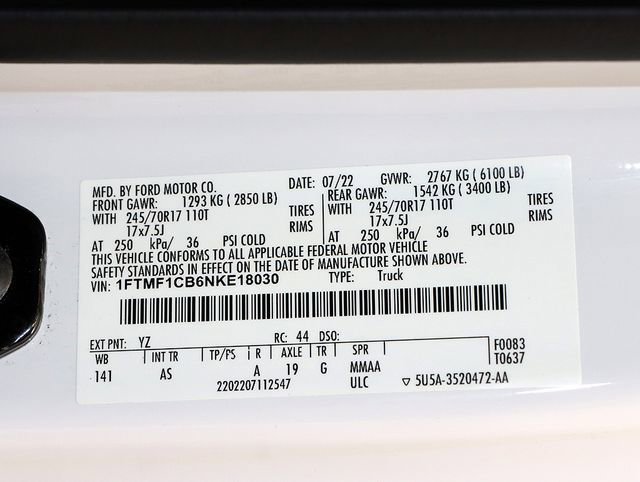 MFD. BY FORD MOTOR CO. DATE: 07/22 GVWR: 2767 KG ( 6100 LB)
FRONT GAWR: 1293 KG ( 2850 LB) REAR GAWR: 1542 KG ( 3400 LB)
WITH 245/70R17 110T TIRES WITH 245/70R17 110T TIRES
17x7.5J RIMS 17x7.5J RIMS
AT 250 kPa/ 36 PSI COLD AT 250 kPa/ 36 PSI COLD
THIS VEHICLE CONFORMS TO ALL APPLICABLE FEDERAL MOTOR VEHICLE
SAFETY STANDARDS IN EFFECT ON THE DATE OF MANUFACTURE SHOWN ABOVE.
VIN: 1FTMF1CB6NKE18030 TYPE: Truck
EXT PNT: YZ RC: 44 DSO: F0083
WB INT TR TP/PS R AXLE TR SPR T0637
141 AS A 19 G MMAA
2202207112547 ULC ▽ 5U5A-3520472-AA